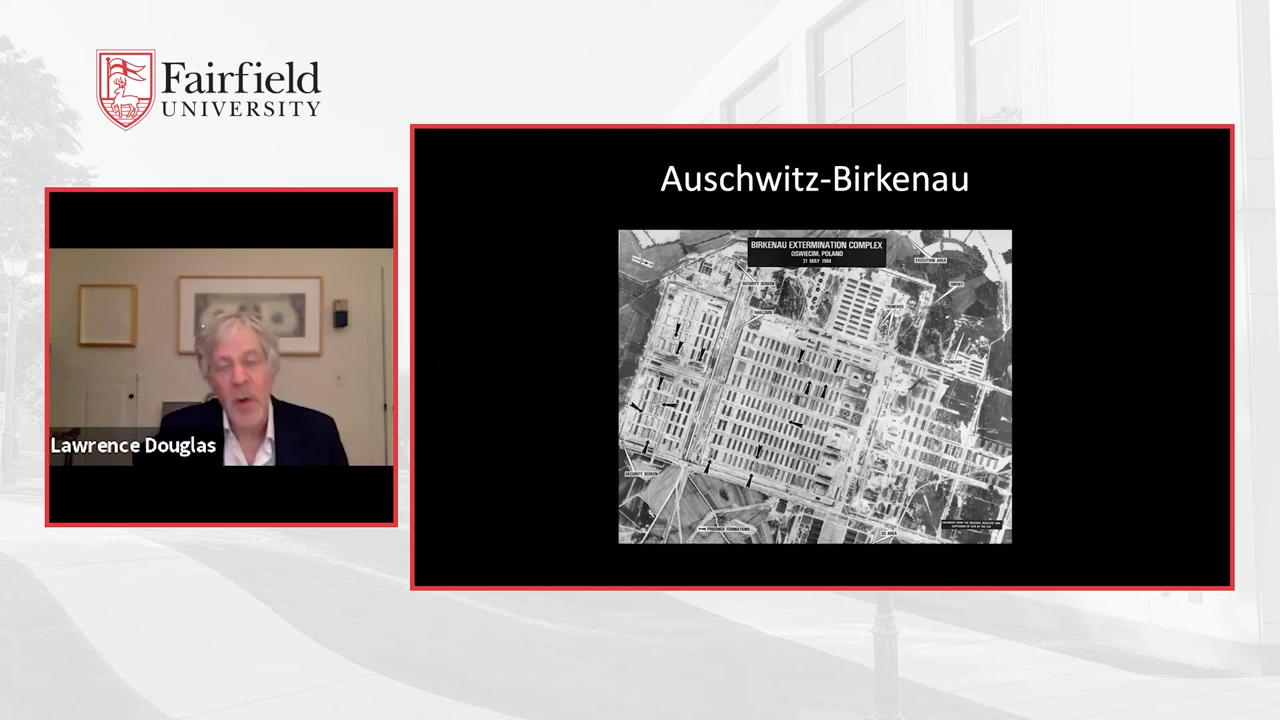 Fairfield
UNIVERSITY
Auschwitz-Birkenau
BIRKENAU EXTERMINATION COMPLEX
OSWIECIM, POLAND
31 MAY 1944
EXECUTION AREA
SECURITY SCREEN
SMOKE
TRENCHES
RAILCARS
TRENCHES
Lawrence Douglas
SECURITY SCREEN
PRISONER FORMATIONS
SS AREA